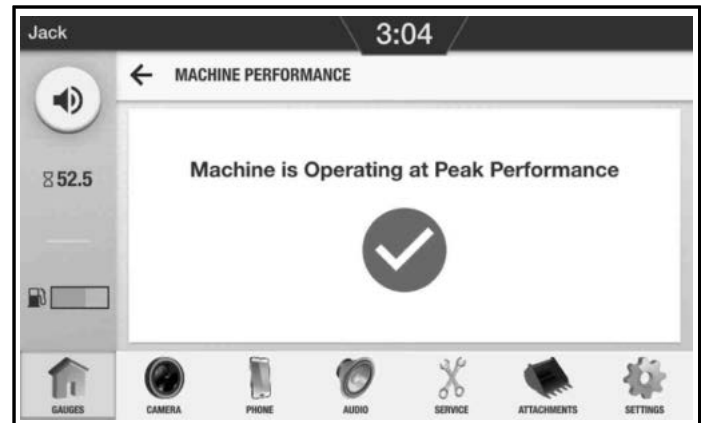 Jack
3:04
MACHINE PERFORMANCE
52.5
Machine is Operating at Peak Performance
GAUGES
CAMERA
PHONE
AUDIO
SERVICE
ATTACHMENTS
SETTINGS